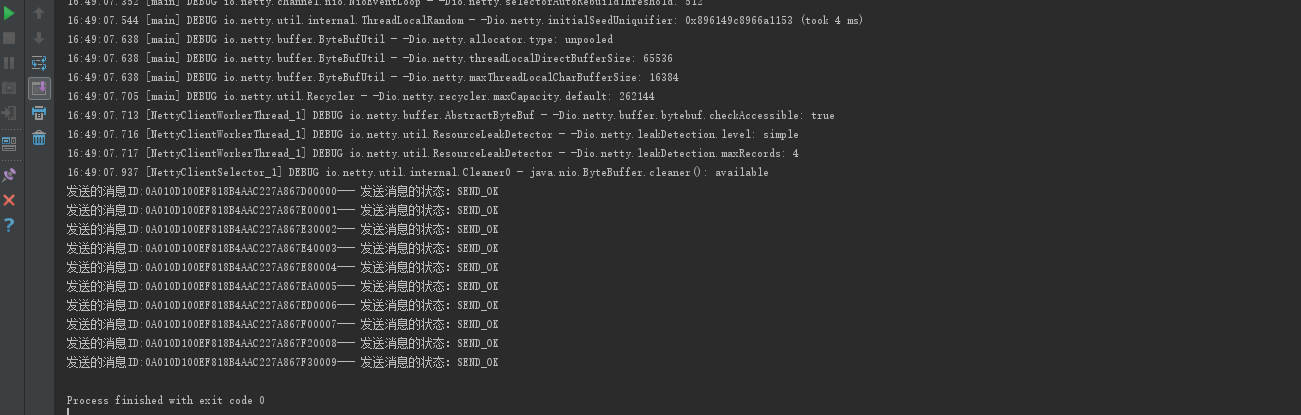 16:49:07.352 [main] DEBUG io.netty.channel.nio.NioEventLoop - -Dio.netty.selectorAutoRebuildThreshold: 512
16:49:07.544 [main] DEBUG io.netty.util.internal.ThreadLocalRandom - -Dio.netty.initialSeedUniquifier: 0x896149c8966a1153 (took 4 ms)
16:49:07.638 [main] DEBUG io.netty.buffer.ByteBufUtil - -Dio.netty.allocator.type: unpooled
16:49:07.638 [main] DEBUG io.netty.buffer.ByteBufUtil - -Dio.netty.threadLocalDirectBufferSize: 65536
16:49:07.638 [main] DEBUG io.netty.buffer.ByteBufUtil - -Dio.netty.maxThreadLocalCharBufferSize: 16384
16:49:07.705 [main] DEBUG io.netty.util.Recycler - -Dio.netty.recycler.maxCapacity.default: 262144
16:49:07.713 [NettyClientWorkerThread_1] DEBUG io.netty.buffer.AbstractByteBuf - -Dio.netty.buffer.bytebuf.checkAccessible: true
16:49:07.716 [NettyClientWorkerThread_1] DEBUG io.netty.util.ResourceLeakDetector - -Dio.netty.leakDetection.level: simple
16:49:07.717 [NettyClientWorkerThread_1] DEBUG io.netty.util.ResourceLeakDetector - -Dio.netty.leakDetection.maxRecords: 4
16:49:07.937 [NettyClientSelector_1] DEBUG io.netty.util.internal.Cleaner0 - java.nio.ByteBuffer.cleaner(): available
发送的消息ID:0A010D100EF818B4AAC227A867D00000--- 发送消息的状态: SEND_OK
发送的消息ID:0A010D100EF818B4AAC227A867E00001--- 发送消息的状态: SEND_OK
发送的消息ID:0A010D100EF818B4AAC227A867E30002--- 发送消息的状态: SEND_OK
发送的消息ID:0A010D100EF818B4AAC227A867E40003--- 发送消息的状态: SEND_OK
发送的消息ID:0A010D100EF818B4AAC227A867E80004--- 发送消息的状态: SEND_OK
发送的消息ID:0A010D100EF818B4AAC227A867EA0005--- 发送消息的状态: SEND_OK
发送的消息ID:0A010D100EF818B4AAC227A867ED0006--- 发送消息的状态: SEND_OK
发送的消息ID:0A010D100EF818B4AAC227A867F00007--- 发送消息的状态: SEND_OK
发送的消息ID:0A010D100EF818B4AAC227A867F20008--- 发送消息的状态: SEND_OK
发送的消息ID:0A010D100EF818B4AAC227A867F30009--- 发送消息的状态: SEND_OK
Process finished with exit code 0